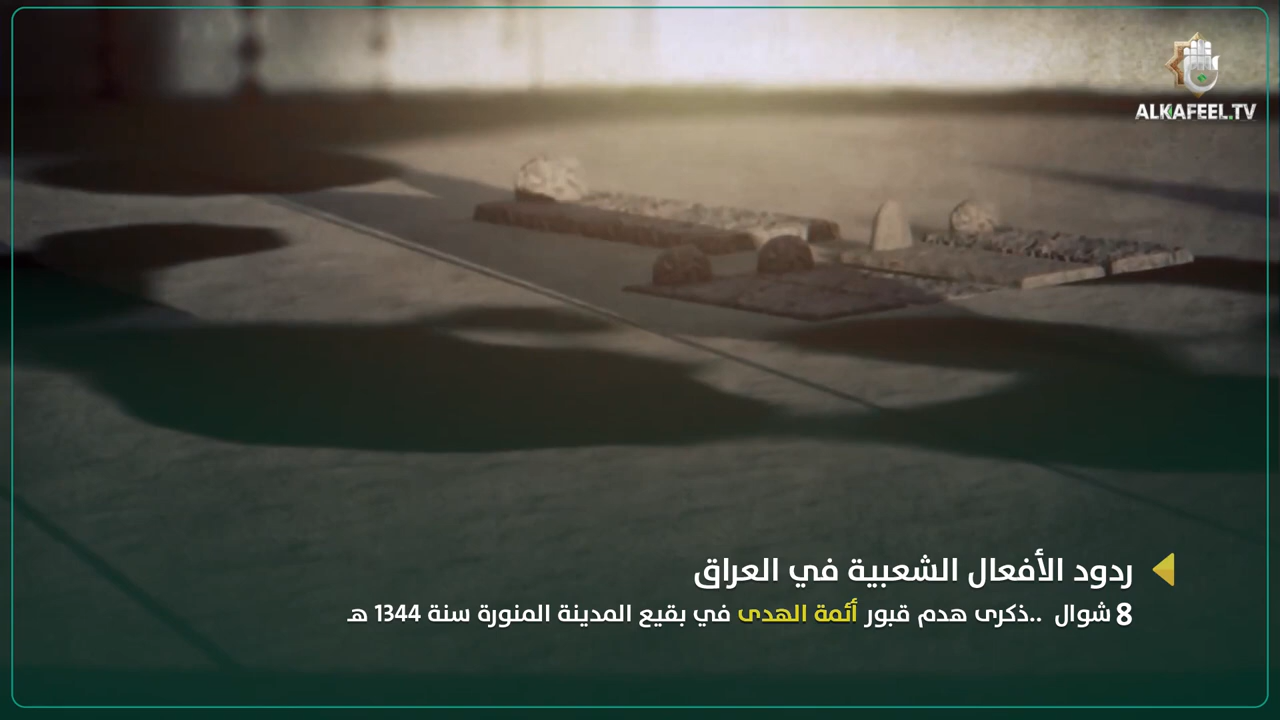 ALKAFEEL.TV
ردود الأفعال الشعبية في العراق
8 شوال ..ذكرى هدم قبور أئمة الهدى في بقيع المدينة المنورة سنة 1344 هـ